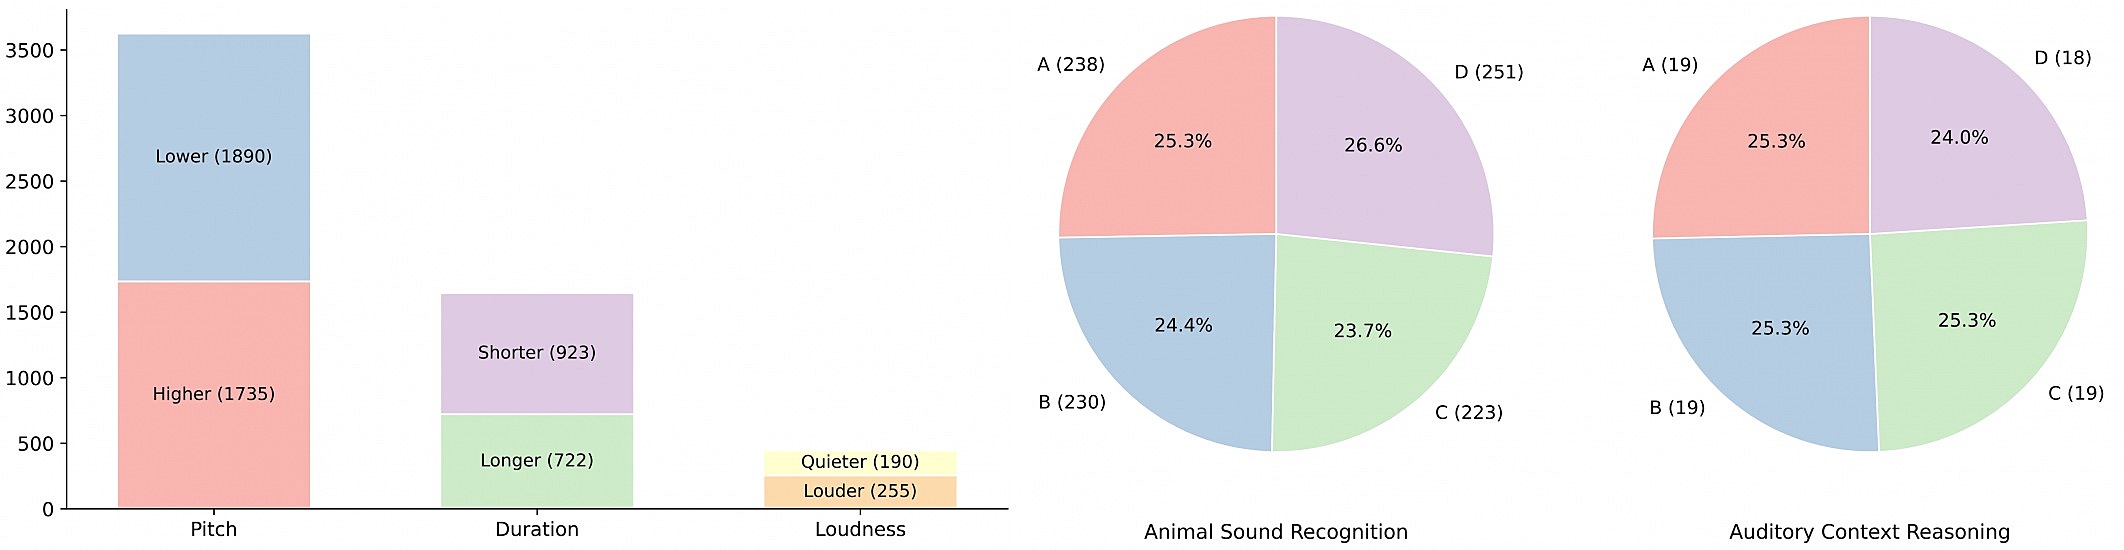 3500
3000
2500
2000
1500
1000
500
0
Lower (1890)
Higher (1735)
Shorter (923)
Longer (722)
Quieter (190)
Louder (255)
Pitch
Duration
Loudness
A (238)
D (251)
25.3%
26.6%
24.4%
23.7%
B (230)
C (223)
Animal Sound Recognition
A (19)
D (18)
25.3%
24.0%
25.3%
25.3%
B (19)
C (19)
Auditory Context Reasoning